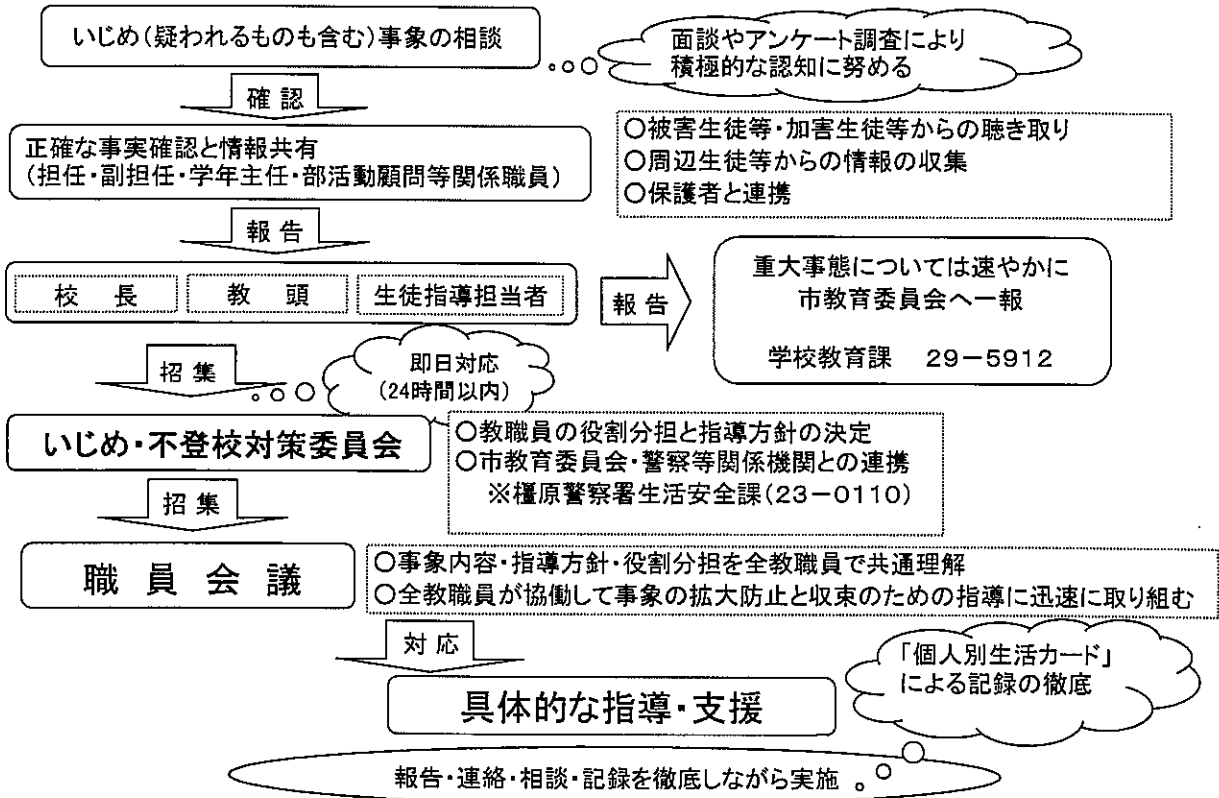 いじめ(疑われるものも含む)事象の相談
面談やアンケート調査により
積極的な認知に努める
確認
正確な事実確認と情報共有
(担任・副担任・学年主任・部活動顧問等関係職員)
○被害生徒等・加害生徒等からの聴き取り
○周辺生徒等からの情報の収集
○保護者と連携
報告
校　長
教　頭
生徒指導担当者
報告
重大事態については速やかに
市教育委員会へ一報
学校教育課　29-5912
招集
即日対応
(24時間以内)
いじめ・不登校対策委員会
○教職員の役割分担と指導方針の決定
○市教育委員会・警察等関係機関との連携
※橿原警察署生活安全課(23-0110)
招集
職　員　会　議
○事象内容・指導方針・役割分担を全教職員で共通理解
○全教職員が協働して事象の拡大防止と収束のための指導に迅速に取り組む
対応
「個人別生活カード」
による記録の徹底
具体的な指導・支援
報告・連絡・相談・記録を徹底しながら実施